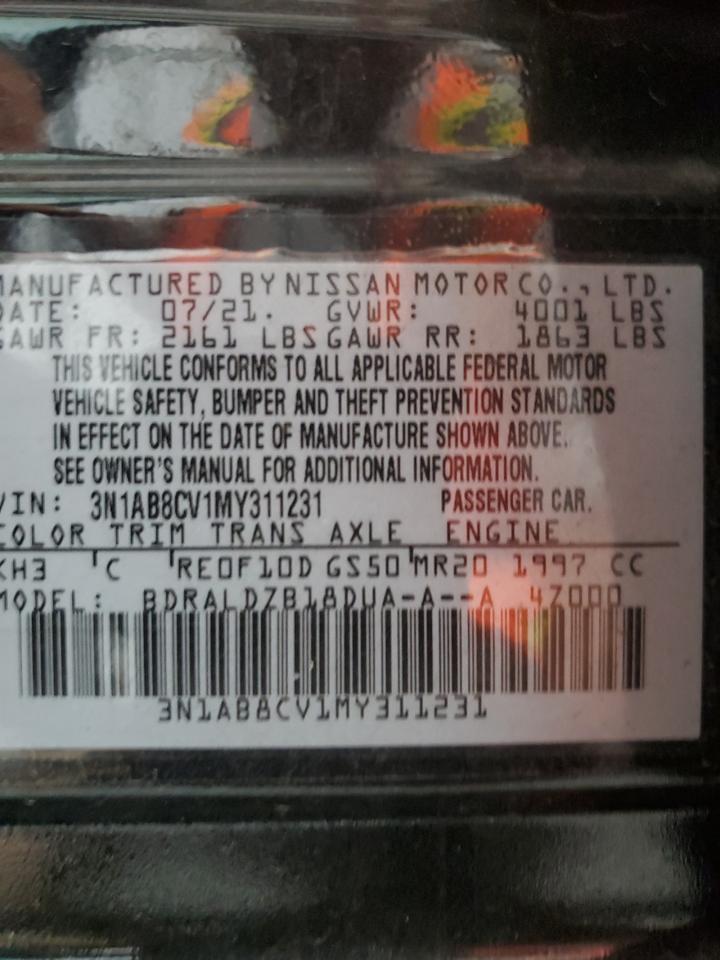 MANUFACTURED BY NISSAN MOTOR CO., LTD.
DATE: 07/21. GVWR: 4001 LBS
GAWR FR: 2161 LBS GAWR RR: 1863 LBS
THIS VEHICLE CONFORMS TO ALL APPLICABLE FEDERAL MOTOR
VEHICLE SAFETY, BUMPER AND THEFT PREVENTION STANDARDS
IN EFFECT ON THE DATE OF MANUFACTURE SHOWN ABOVE.
SEE OWNER'S MANUAL FOR ADDITIONAL INFORMATION.
VIN: 3N1AB8CV1MY311231 PASSENGER CAR.
COLOR TRIM TRANS AXLE ENGINE
KH3 C RE0F10D GS50 MR20 1997 CC
MODEL: BDRALDZB18DUA-A--A 4Z000
3N1AB8CV1MY311231